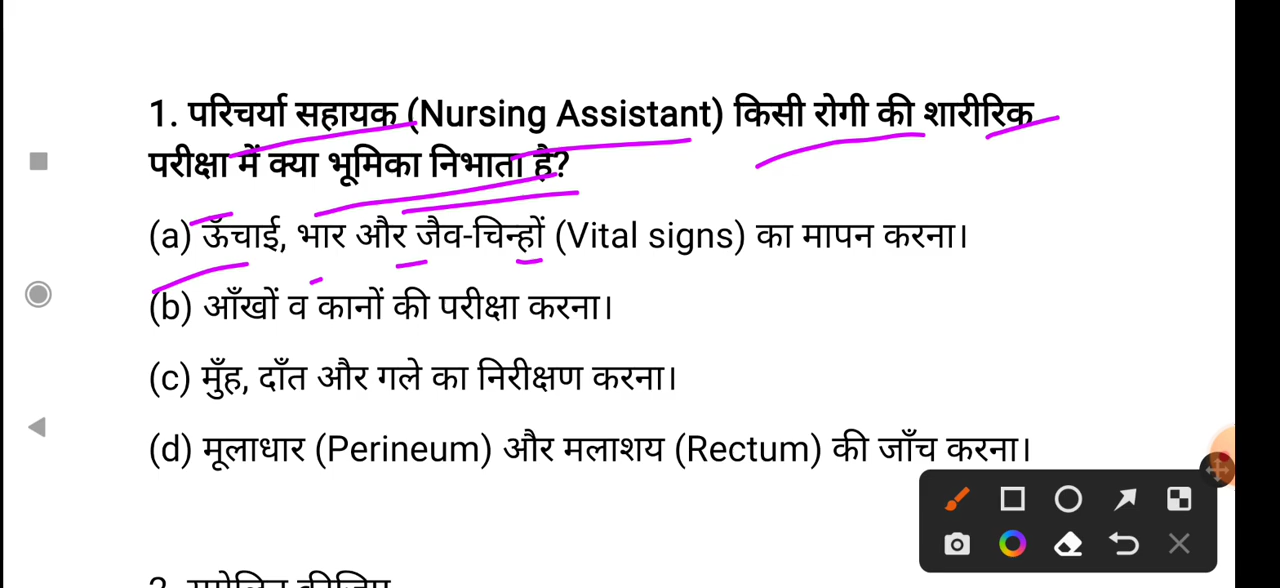 1. परिचर्या सहायक (Nursing Assistant) किसी रोगी की शारीरिक
परीक्षा में क्या भूमिका निभाता है?
(a) ऊँचाई, भार और जैव-चिन्हों (Vital signs) का मापन करना।
(b) आँखों व कानों की परीक्षा करना।
(c) मुँह, दाँत और गले का निरीक्षण करना।
(d) मूलाधार (Perineum) और मलाशय (Rectum) की जाँच करना।